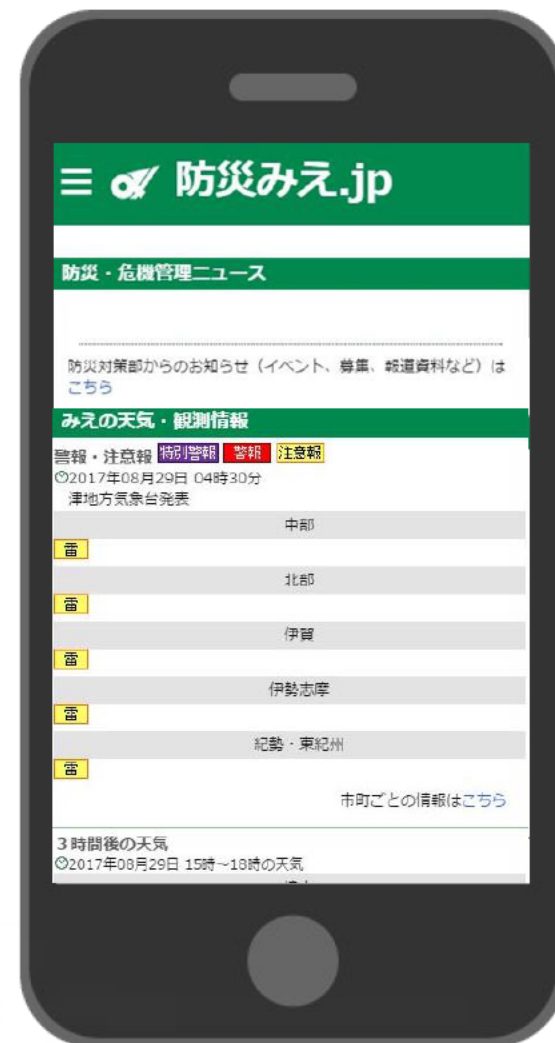 防災みえ.jp
防災・危機管理ニュース
防災対策部からのお知らせ（イベント、募集、報道資料など）は
こちら
みえの天気・観測情報
警報・注意報 特別警報 警報 注意報
2017年08月29日 04時30分
津地方気象台発表
中部
雷
北部
雷
伊賀
雷
伊勢志摩
雷
紀勢・東紀州
雷
市町ごとの情報はこちら
３時間後の天気
2017年08月29日 15時～18時の天気